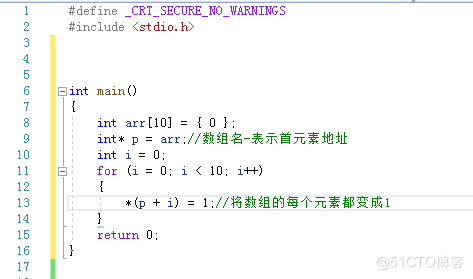 1 #define _CRT_SECURE_NO_WARNINGS
2 #include <stdio.h>
3
4
5
6 int main()
7 {
8 int arr[10] = { 0 };
9 int* p = arr;//数组名-表示首元素地址
10 int i = 0;
11 for (i = 0; i < 10; i++)
12 {
13 *(p + i) = 1;//将数组的每个元素都变成1
14 }
15 return 0;
16 }
17
@51CTO博客